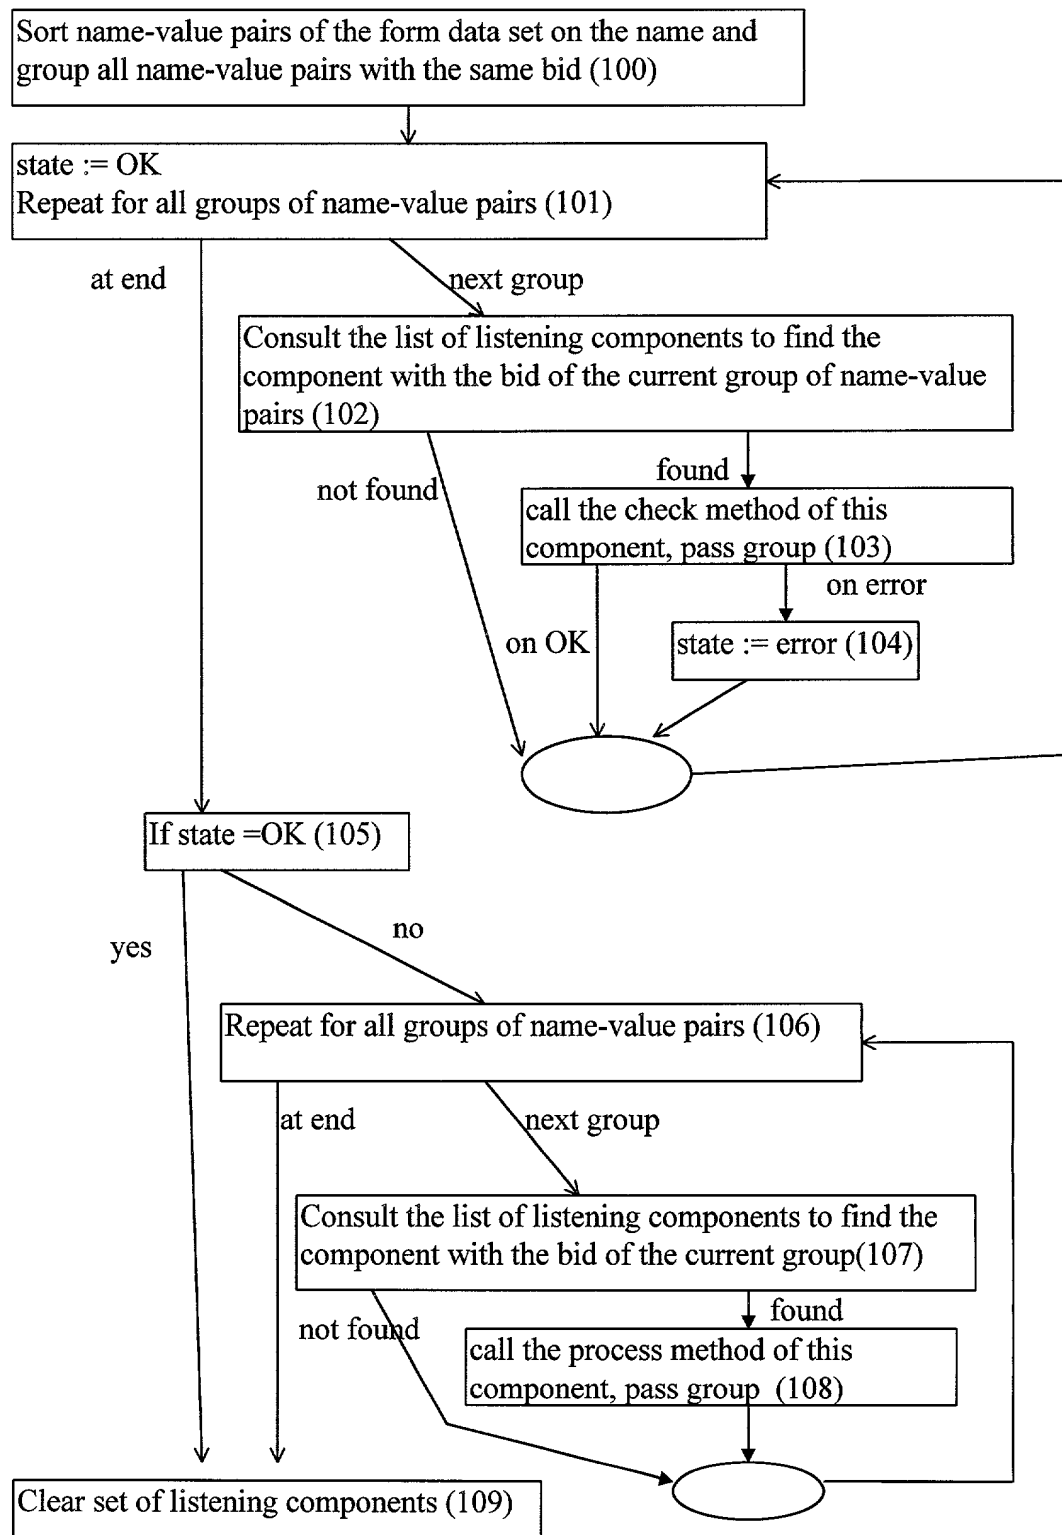 Sort name-value pairs of the form data set on the name and
group all name-value pairs with the same bid (100)
state := OK
Repeat for all groups of name-value pairs (101)
at end
next group
Consult the list of listening components to find the
component with the bid of the current group of name-value
pairs (102)
not found
found
call the check method of this
component, pass group (103)
on error
on OK
state := error (104)
If state =OK (105)
yes
no
Repeat for all groups of name-value pairs (106)
at end
next group
Consult the list of listening components to find the
component with the bid of the current group(107)
not found
found
call the process method of this
component, pass group (108)
Clear set of listening components (109)